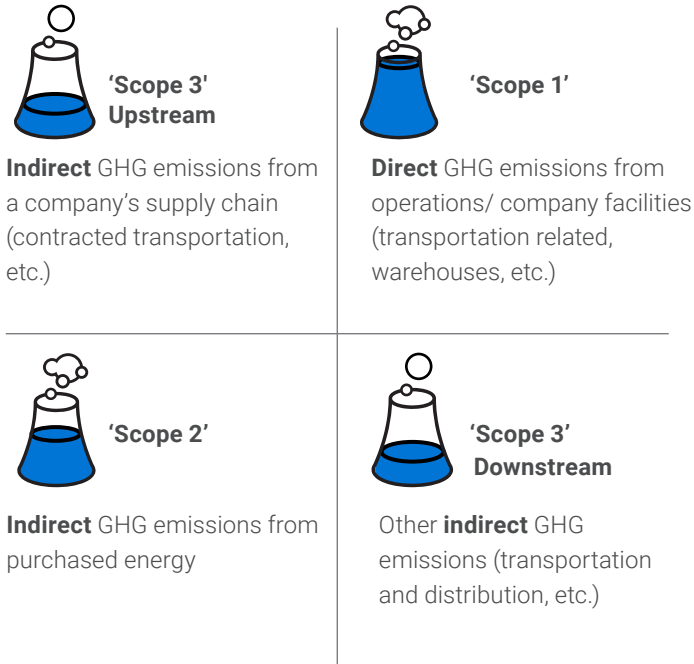 ‘Scope 3'
Upstream
Indirect GHG emissions from
a company’s supply chain
(contracted transportation,
etc.)
‘Scope 1’
Direct GHG emissions from
operations/ company facilities
(transportation related,
warehouses, etc.)
‘Scope 2’
Indirect GHG emissions from
purchased energy
‘Scope 3’
Downstream
Other indirect GHG
emissions (transportation
and distribution, etc.)